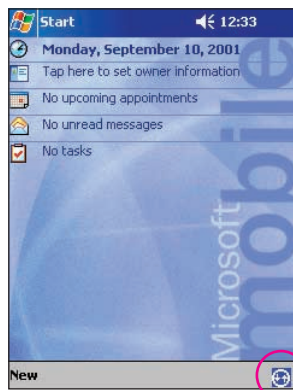 Start 12:33
Monday, September 10, 2001
Tap here to set owner information
No upcoming appointments
No unread messages
No tasks
Microsoft
mobile
New